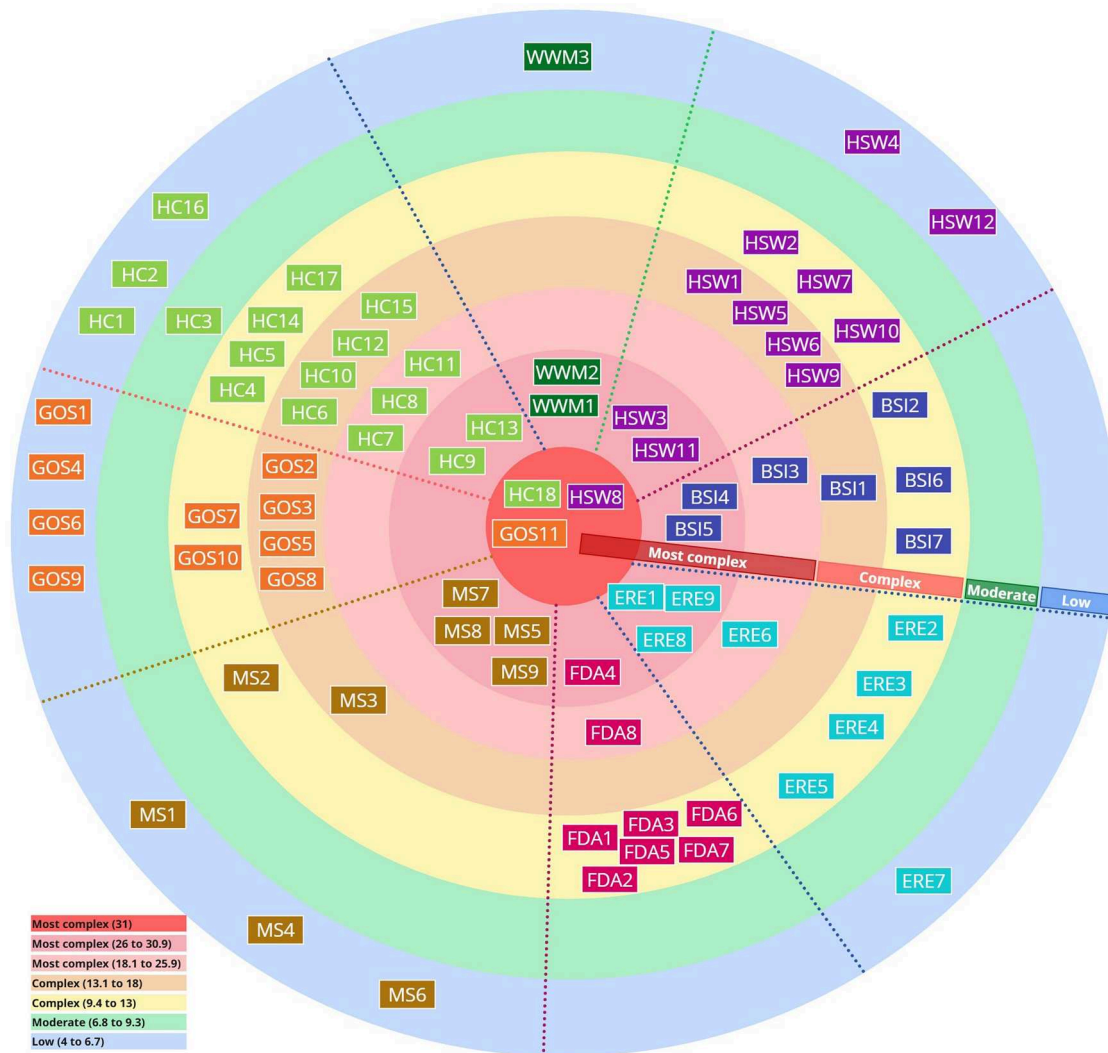 WWM3
HSW4
HC16
HSW12
HSW2
HC2
HC17
HSW1
HSW7
HC15
HC1
HC3
HC14
HSW5
HSW10
HC12
HSW6
HC5
HC11
WWM2
HSW9
HC10
HC4
HC8
WWM1
BSI2
GOS1
HC6
HC13
HSW3
HC7
HSW11
HC9
GOS2
GOS4
BSI3
BSI6
BSI1
HC18
HSW8
BSI4
GOS3
GOS7
GOS6
BSI5
GOS11
GOS5
BSI7
GOS10
Most complex
GOS8
GOS9
Complex
Moderate
Low
MS7
ERE1
ERE9
MS8
MS5
ERE8
ERE6
ERE2
MS9
FDA4
MS2
ERE3
MS3
FDA8
ERE4
ERE5
MS1
FDA6
FDA3
FDA1
FDA5
FDA7
FDA2
ERE7
MS4
MS6
Most complex (31)
Most complex (26 to 30.9)
Most complex (18.1 to 25.9)
Complex (13.1 to 18)
Complex (9.4 to 13)
Moderate (6.8 to 9.3)
Low (4 to 6.7)